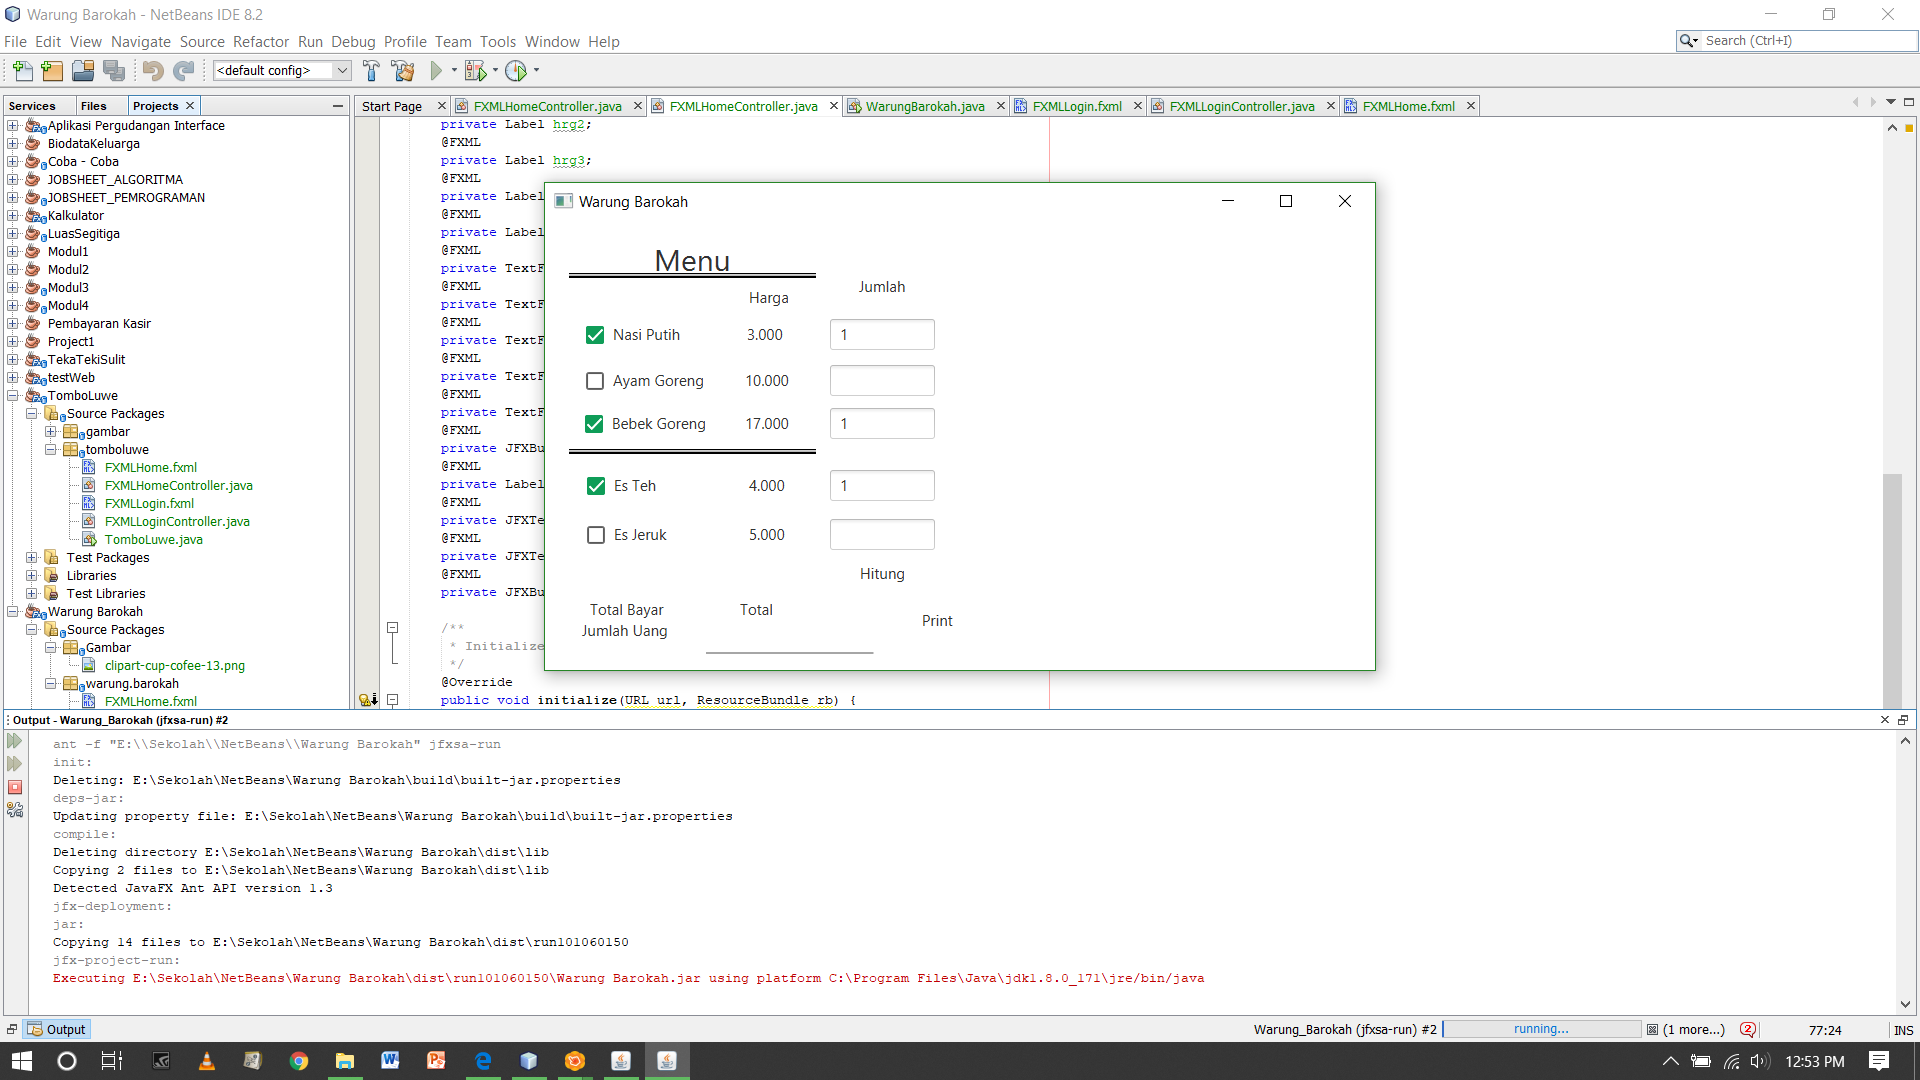 Warung Barokah - NetBeans IDE 8.2
File Edit View Navigate Source Refactor Run Debug Profile Team Tools Window Help
Search (Ctrl+I)
<default config>
Services Files Projects
Start Page FXMLHomeController.java FXMLHomeController.java WarungBarokah.java FXMLLogin.fxml FXMLLoginController.java FXMLHome.fxml
Aplikasi Pergudangan Interface
BiodataKeluarga
Coba - Coba
JOBSHEET_ALGORITMA
JOBSHEET_PEMROGRAMAN
Kalkulator
LuasSegitiga
Modul1
Modul2
Modul3
Modul4
Pembayaran Kasir
Project1
TekaTekiSulit
testWeb
TomboLuwe
Source Packages
gambar
tomboluwe
FXMLHome.fxml
FXMLHomeController.java
FXMLLogin.fxml
FXMLLoginController.java
TomboLuwe.java
Test Packages
Libraries
Test Libraries
Warung Barokah
Source Packages
Gambar
clipart-cup-cofee-13.png
warung.barokah
FXMLHome.fxml
private Label hrg2;
@FXML
private Label hrg3;
@FXML
private Label
@FXML
private Label
@FXML
private TextF
@FXML
private TextF
@FXML
private TextF
@FXML
private TextF
@FXML
private TextF
@FXML
private JFXBu
@FXML
private Label
@FXML
private JFXTe
@FXML
private JFXTe
@FXML
private JFXBu
/**
* Initialize
*/
@Override
public void initialize(URL url, ResourceBundle rb) {
Warung Barokah
Menu
Harga Jumlah
Nasi Putih 3.000 1
Ayam Goreng 10.000
Bebek Goreng 17.000 1
Es Teh 4.000 1
Es Jeruk 5.000
Hitung
Total Bayar Total
Jumlah Uang Print
Output - Warung_Barokah (jfxsa-run) #2
ant -f "E:\\Sekolah\\NetBeans\\Warung Barokah" jfxsa-run
init:
Deleting: E:\Sekolah\NetBeans\Warung Barokah\build\built-jar.properties
deps-jar:
Updating property file: E:\Sekolah\NetBeans\Warung Barokah\build\built-jar.properties
compile:
Deleting directory E:\Sekolah\NetBeans\Warung Barokah\dist\lib
Copying 2 files to E:\Sekolah\NetBeans\Warung Barokah\dist\lib
Detected JavaFX Ant API version 1.3
jfx-deployment:
jar:
Copying 14 files to E:\Sekolah\NetBeans\Warung Barokah\dist\run101060150
jfx-project-run:
Executing E:\Sekolah\NetBeans\Warung Barokah\dist\run101060150\Warung Barokah.jar using platform C:\Program Files\Java\jdk1.8.0_171\jre/bin/java
Output
Warung_Barokah (jfxsa-run) #2 running... (1 more...) 2 77:24 INS
12:53 PM